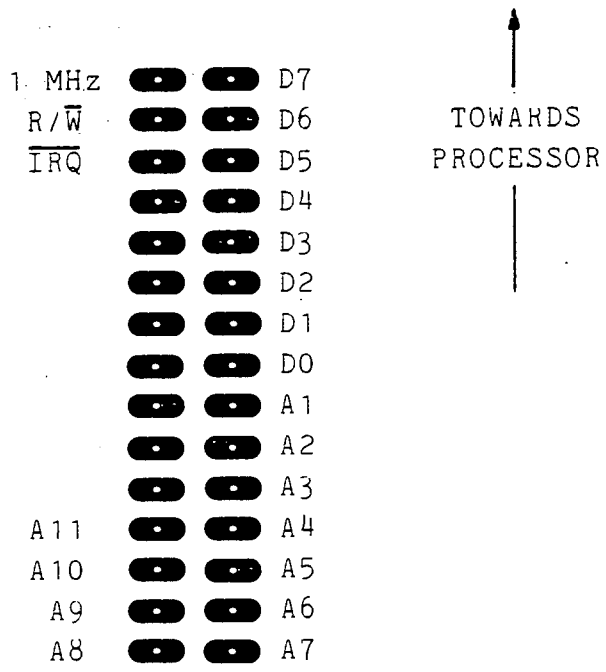 1 MHz D7
R/W̅ D6
I̅R̅Q̅ D5
D4
D3
D2
D1
D0
A1
A2
A3
A11 A4
A10 A5
A9 A6
A8 A7
TOWARDS
PROCESSOR